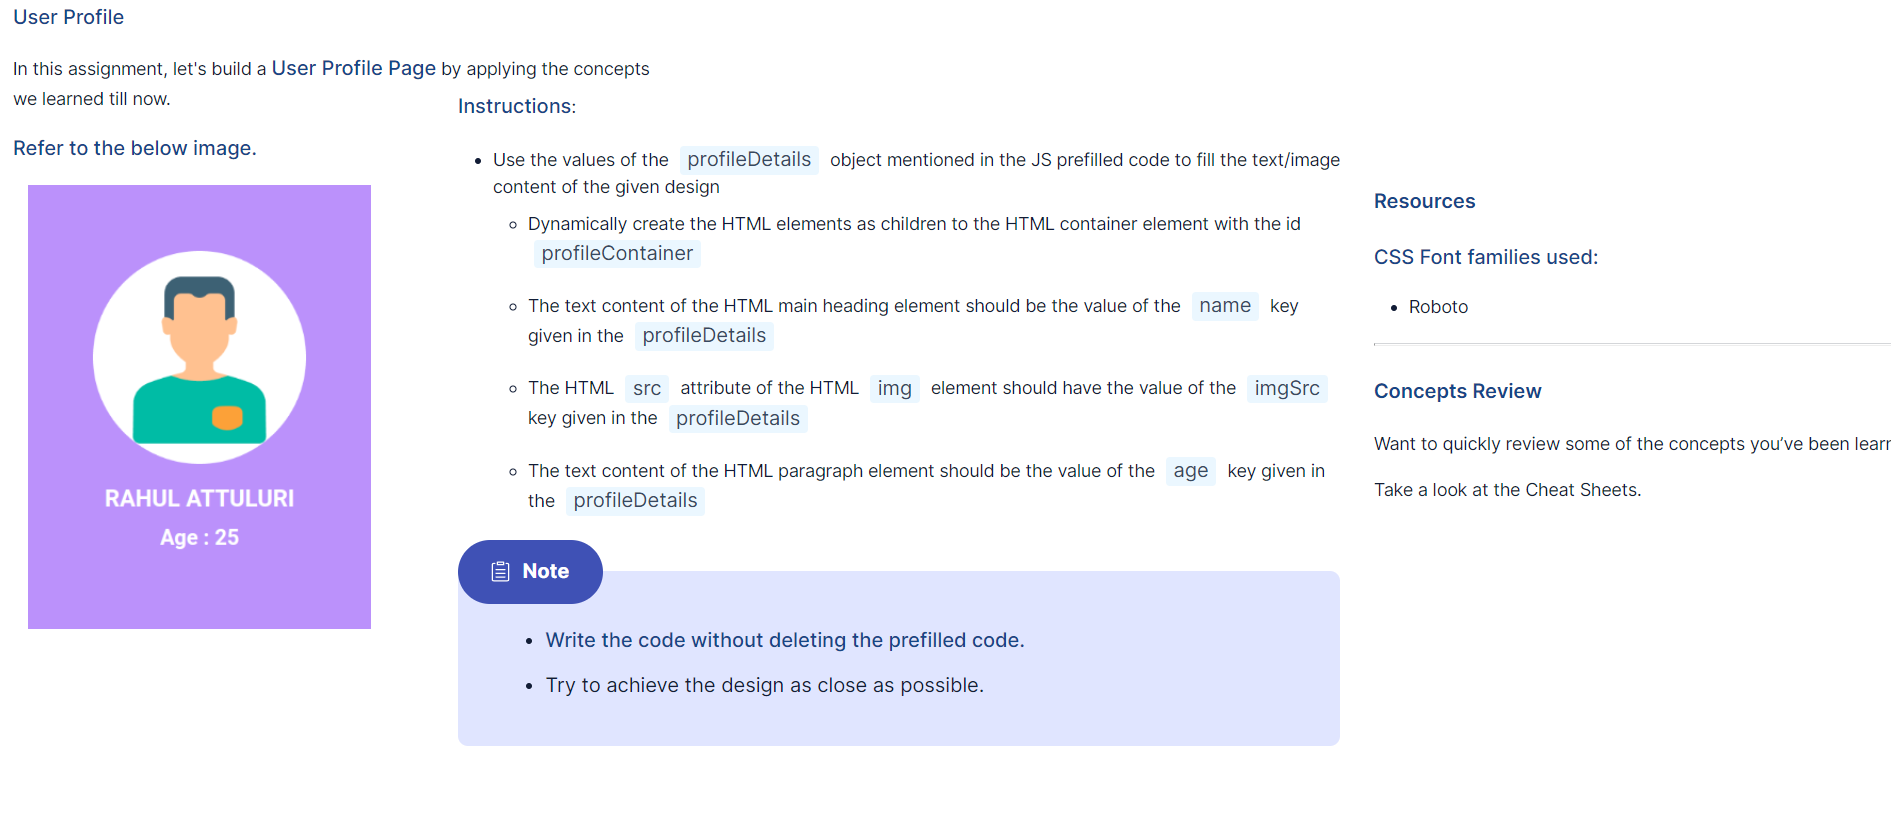 User Profile
In this assignment, let's build a User Profile Page by applying the concepts
we learned till now.
Refer to the below image.
RAHUL ATTULURI
Age : 25
Instructions:
• Use the values of the profileDetails object mentioned in the JS prefilled code to fill the text/image
content of the given design
◦ Dynamically create the HTML elements as children to the HTML container element with the id
profileContainer
◦ The text content of the HTML main heading element should be the value of the name key
given in the profileDetails
◦ The HTML src attribute of the HTML img element should have the value of the imgSrc
key given in the profileDetails
◦ The text content of the HTML paragraph element should be the value of the age key given in
the profileDetails
Note
• Write the code without deleting the prefilled code.
• Try to achieve the design as close as possible.
Resources
CSS Font families used:
• Roboto
Concepts Review
Want to quickly review some of the concepts you’ve been
Take a look at the Cheat Sheets.